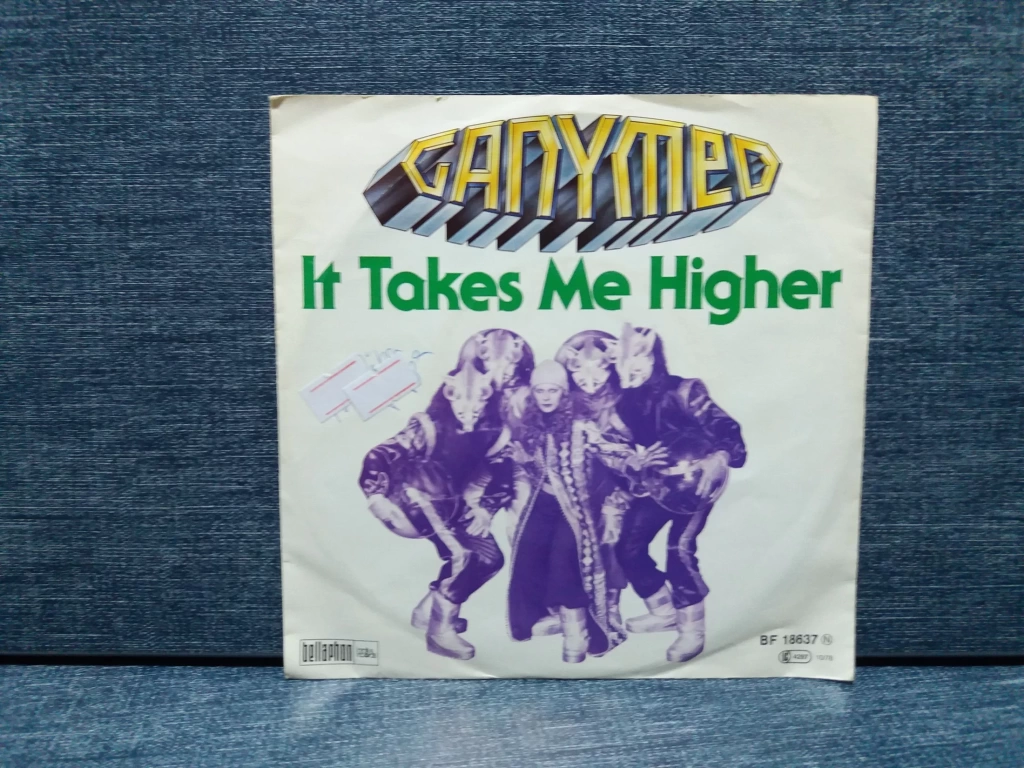 GANYMED
It Takes Me Higher
bellaphon
BF 18637 N